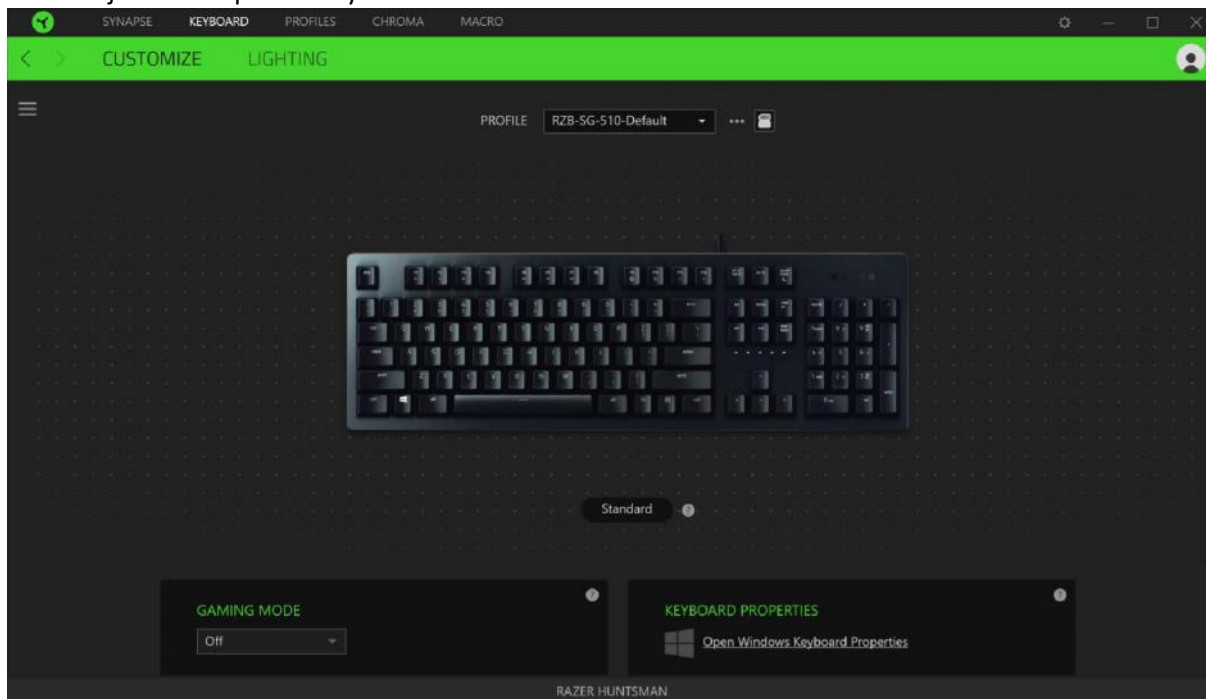 SYNAPSE KEYBOARD PROFILES CHROMA MACRO
CUSTOMIZE LIGHTING
PROFILE RZB-SG-510-Default
Standard
GAMING MODE
Off
KEYBOARD PROPERTIES
Open Windows Keyboard Properties
RAZER HUNTSMAN